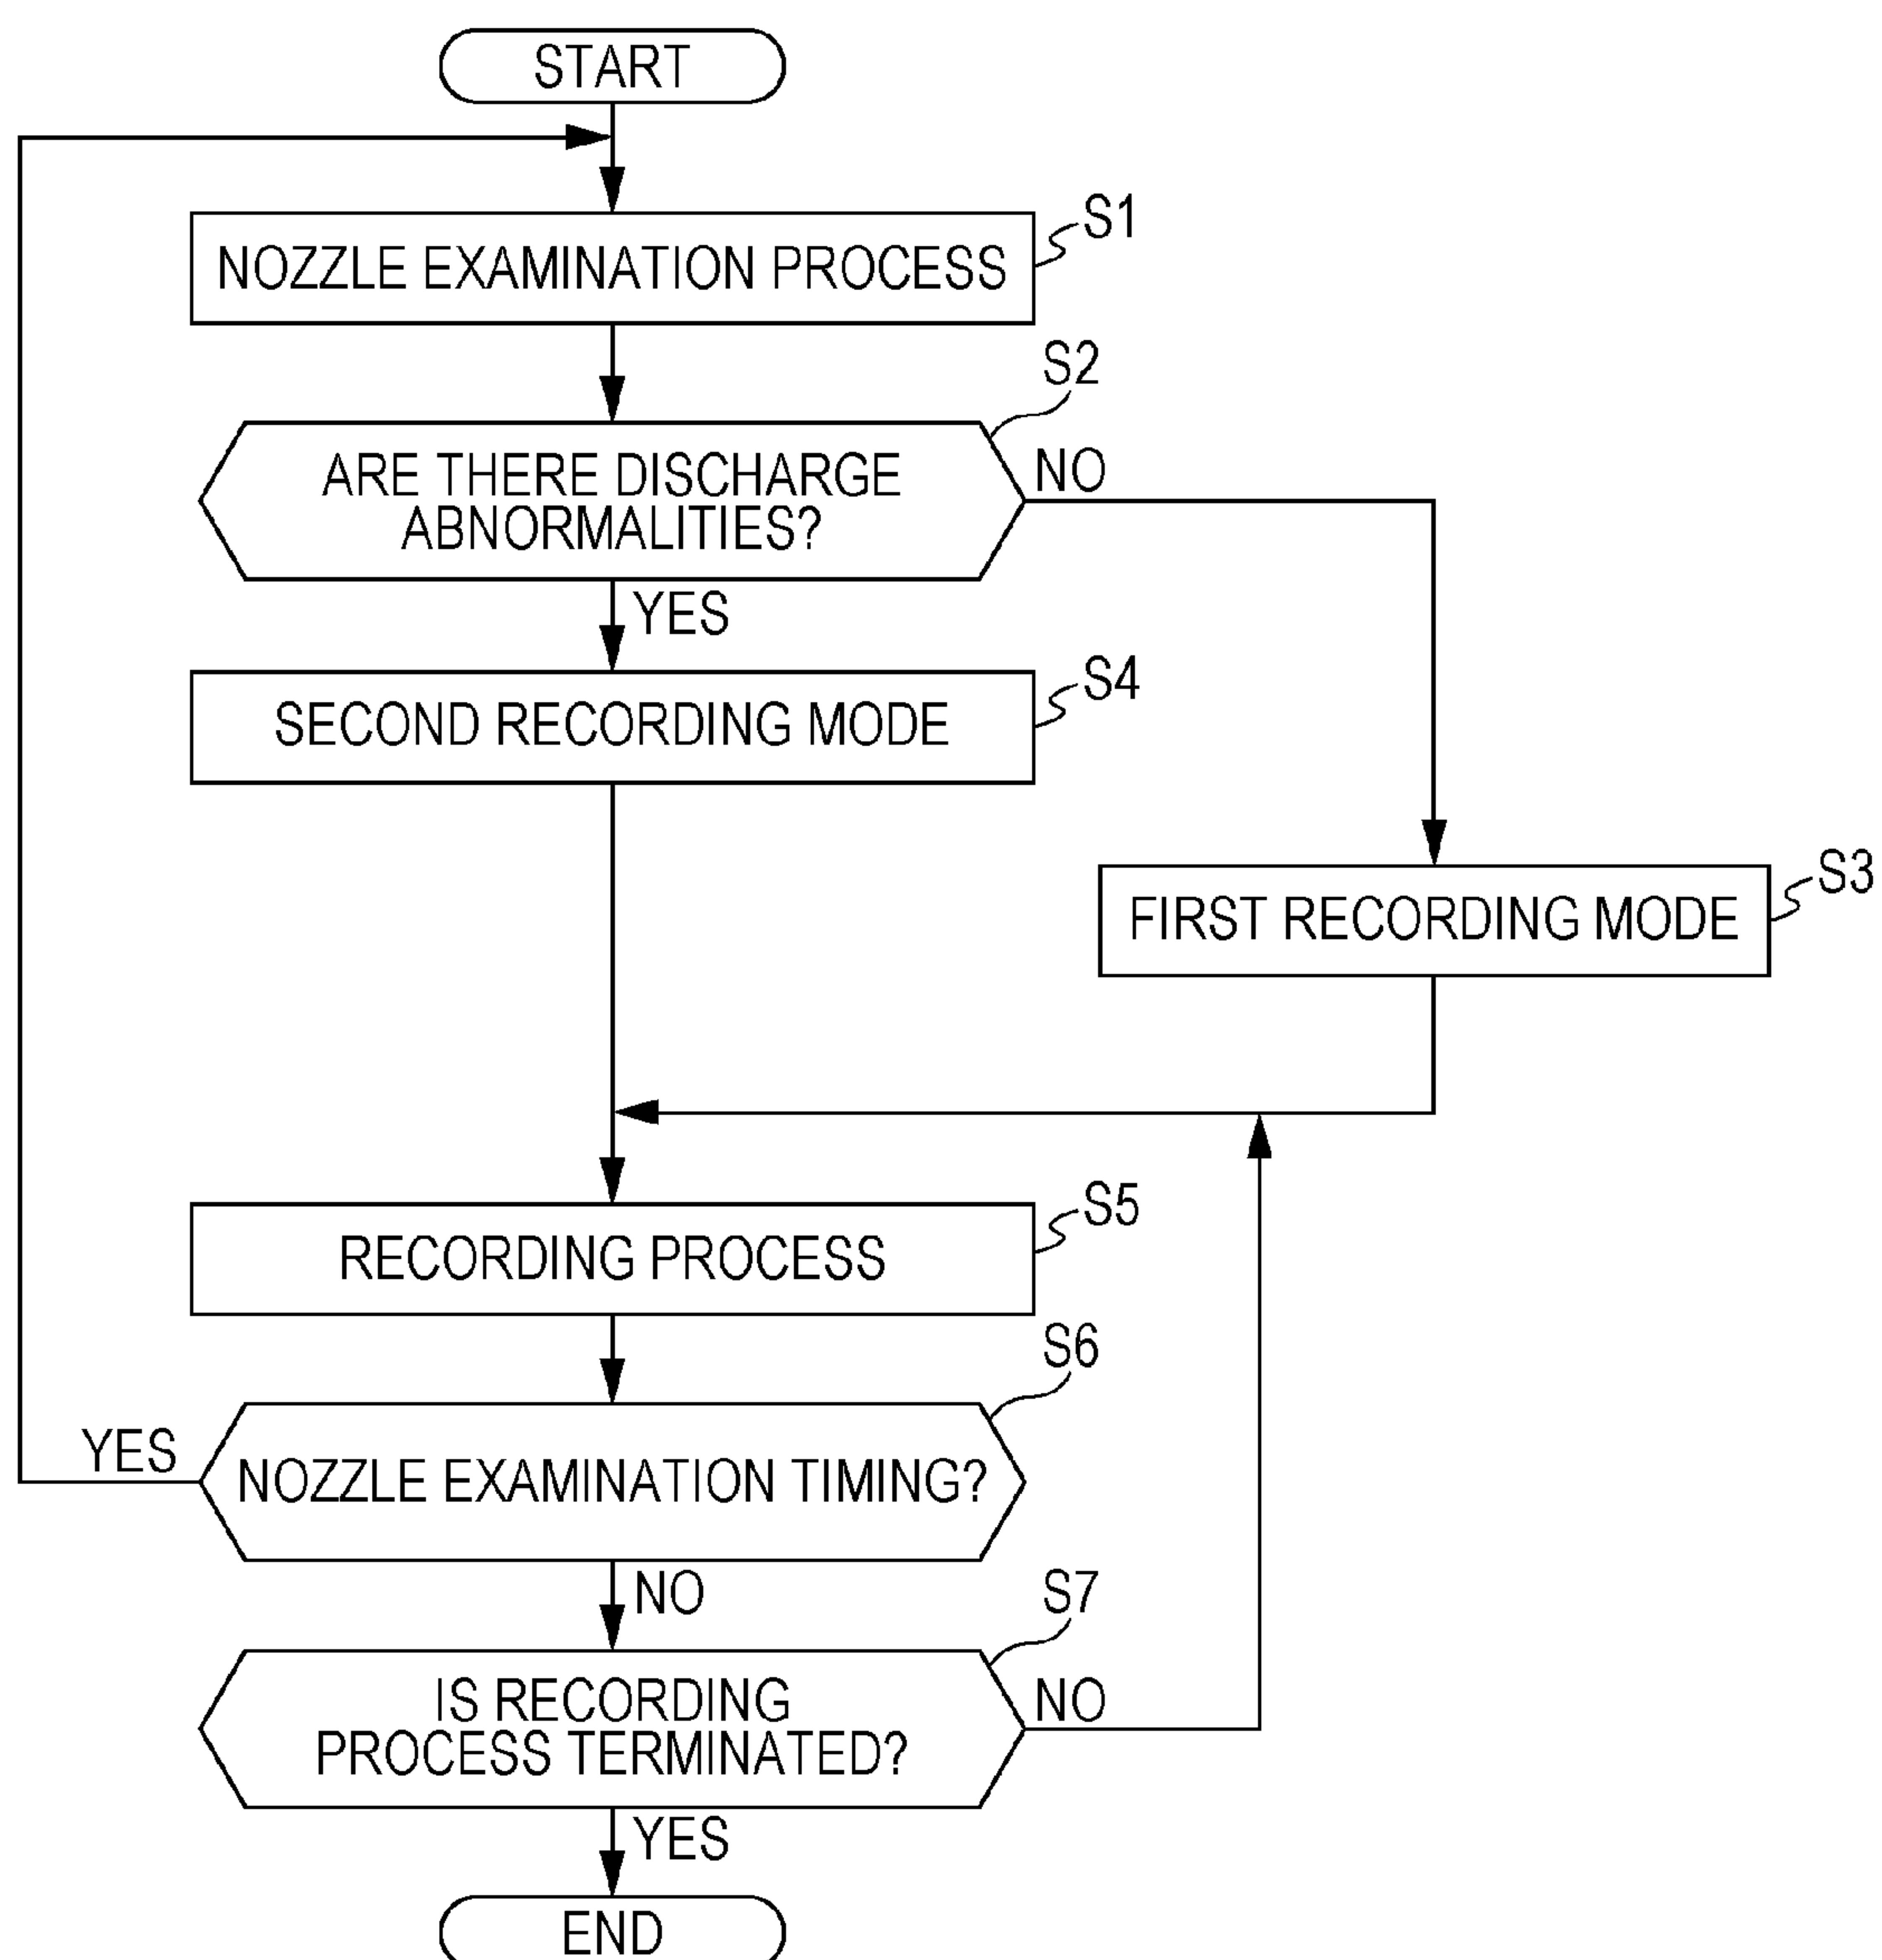 START
NOZZLE EXAMINATION PROCESS
S1
S2
ARE THERE DISCHARGE
ABNORMALITIES?
NO
YES
SECOND RECORDING MODE
S4
FIRST RECORDING MODE
S3
RECORDING PROCESS
S5
S6
YES
NOZZLE EXAMINATION TIMING?
NO
S7
IS RECORDING
PROCESS TERMINATED?
NO
YES
END